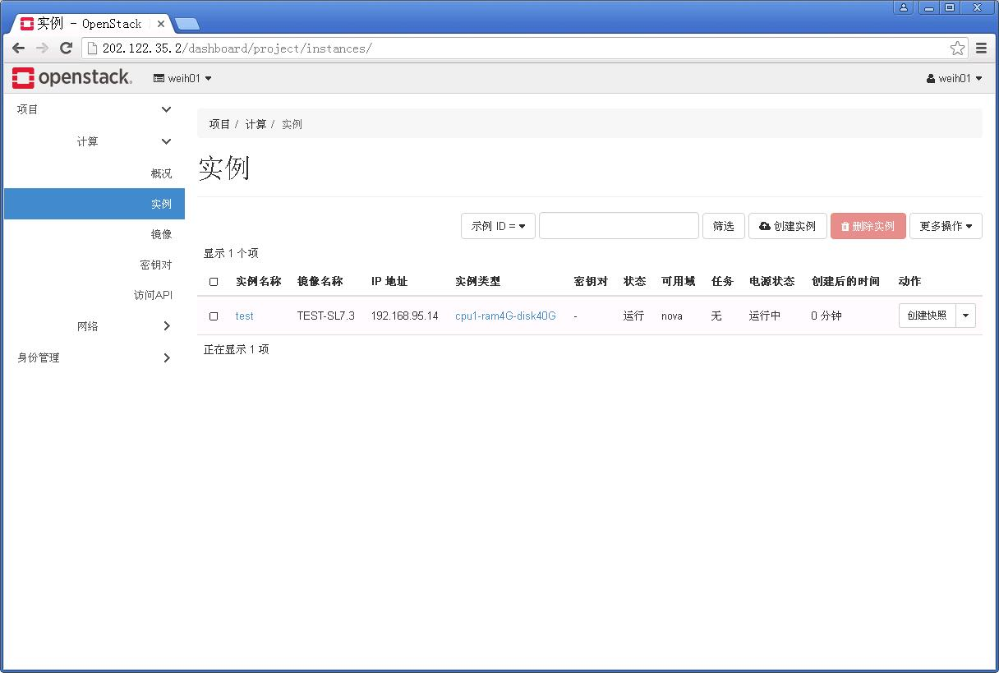 实例 - OpenStack
202.122.35.2/dashboard/project/instances/
openstack. weih01 weih01
项目
计算
概况
实例
镜像
密钥对
访问API
网络
身份管理
项目 / 计算 / 实例
实例
示例 ID = 筛选 创建实例 删除实例 更多操作
显示 1 个项
实例名称 镜像名称 IP 地址 实例类型 密钥对 状态 可用域 任务 电源状态 创建后的时间 动作
test TEST-SL7.3 192.168.95.14 cpu1-ram4G-disk40G - 运行 nova 无 运行中 0 分钟 创建快照
正在显示 1 项